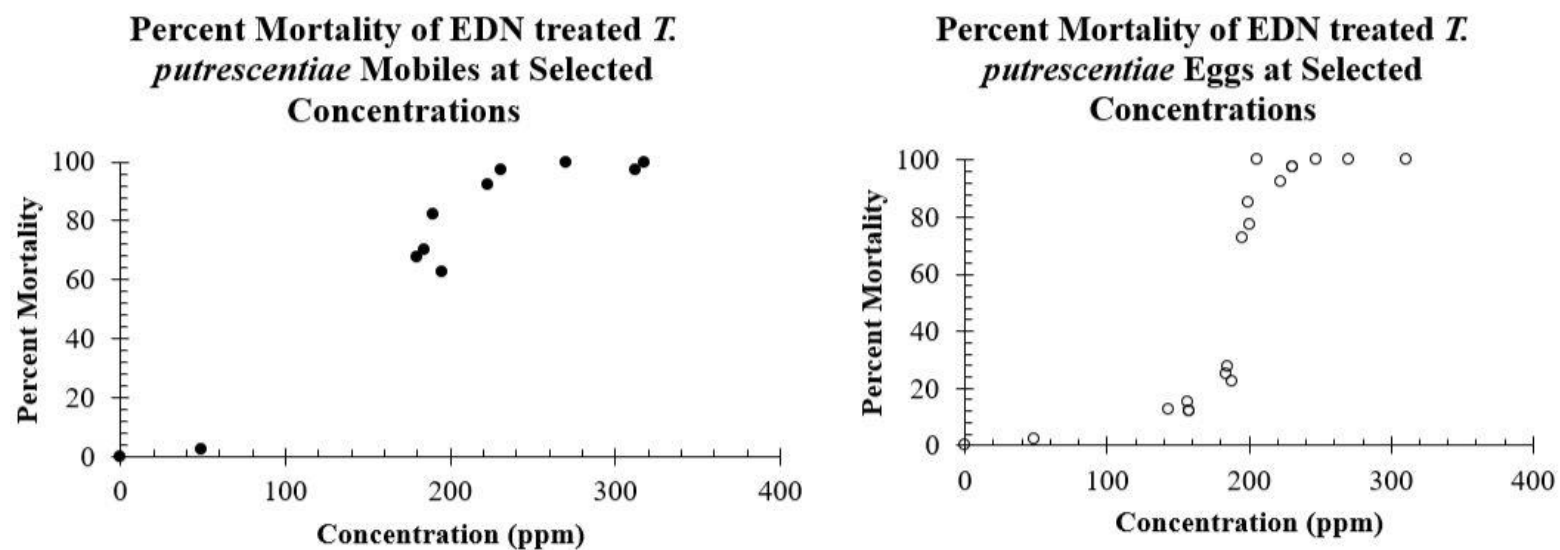 Percent Mortality of EDN treated T.
putrescentiae Mobiles at Selected
Concentrations
100
80
60
40
20
0
Percent Mortality
0 100 200 300 400
Concentration (ppm)
Percent Mortality of EDN treated T.
putrescentiae Eggs at Selected
Concentrations
100
80
60
40
20
0
Percent Mortality
0 100 200 300 400
Concentration (ppm)